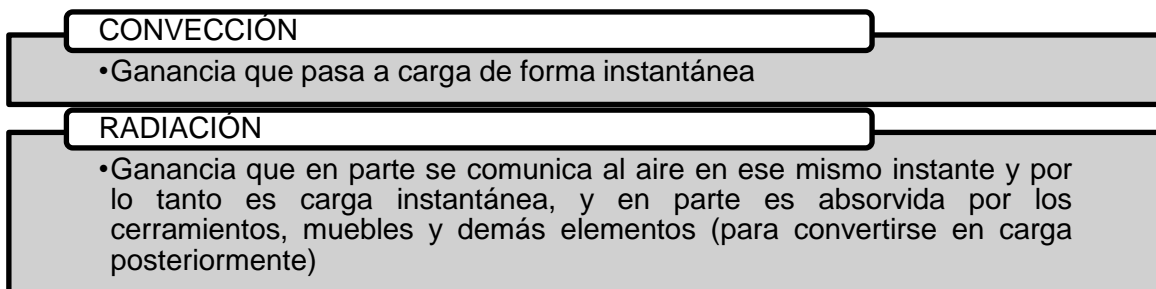 CONVECCIÓN
•Ganancia que pasa a carga de forma instantánea
RADIACIÓN
•Ganancia que en parte se comunica al aire en ese mismo instante y por
lo tanto es carga instantánea, y en parte es absorvida por los
cerramientos, muebles y demás elementos (para convertirse en carga
posteriormente)